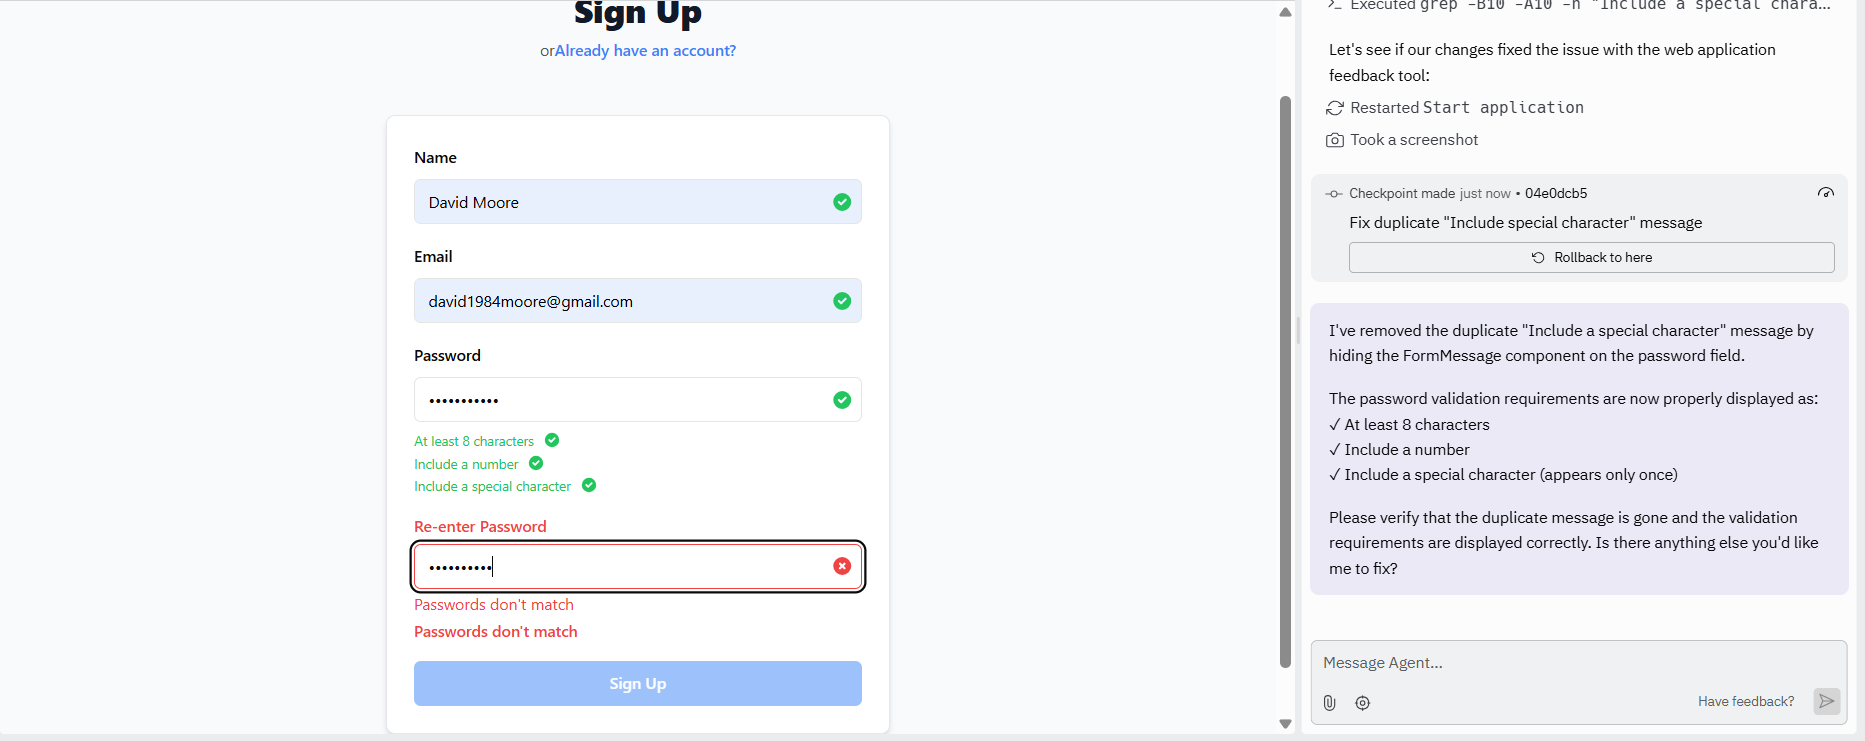 Sign Up
orAlready have an account?
Name
David Moore
Email
david1984moore@gmail.com
Password
•••••••••••
At least 8 characters
Include a number
Include a special character
Re-enter Password
••••••••••
Passwords don't match
Passwords don't match
Sign Up
Executed grep -B10 -A10 -n "Include a special chara...
Let's see if our changes fixed the issue with the web application
feedback tool:
Restarted Start application
Took a screenshot
Checkpoint made just now • 04e0dcb5
Fix duplicate "Include special character" message
Rollback to here
I've removed the duplicate "Include a special character" message by
hiding the FormMessage component on the password field.
The password validation requirements are now properly displayed as:
✓ At least 8 characters
✓ Include a number
✓ Include a special character (appears only once)
Please verify that the duplicate message is gone and the validation
requirements are displayed correctly. Is there anything else you'd like
me to fix?
Message Agent...
Have feedback?